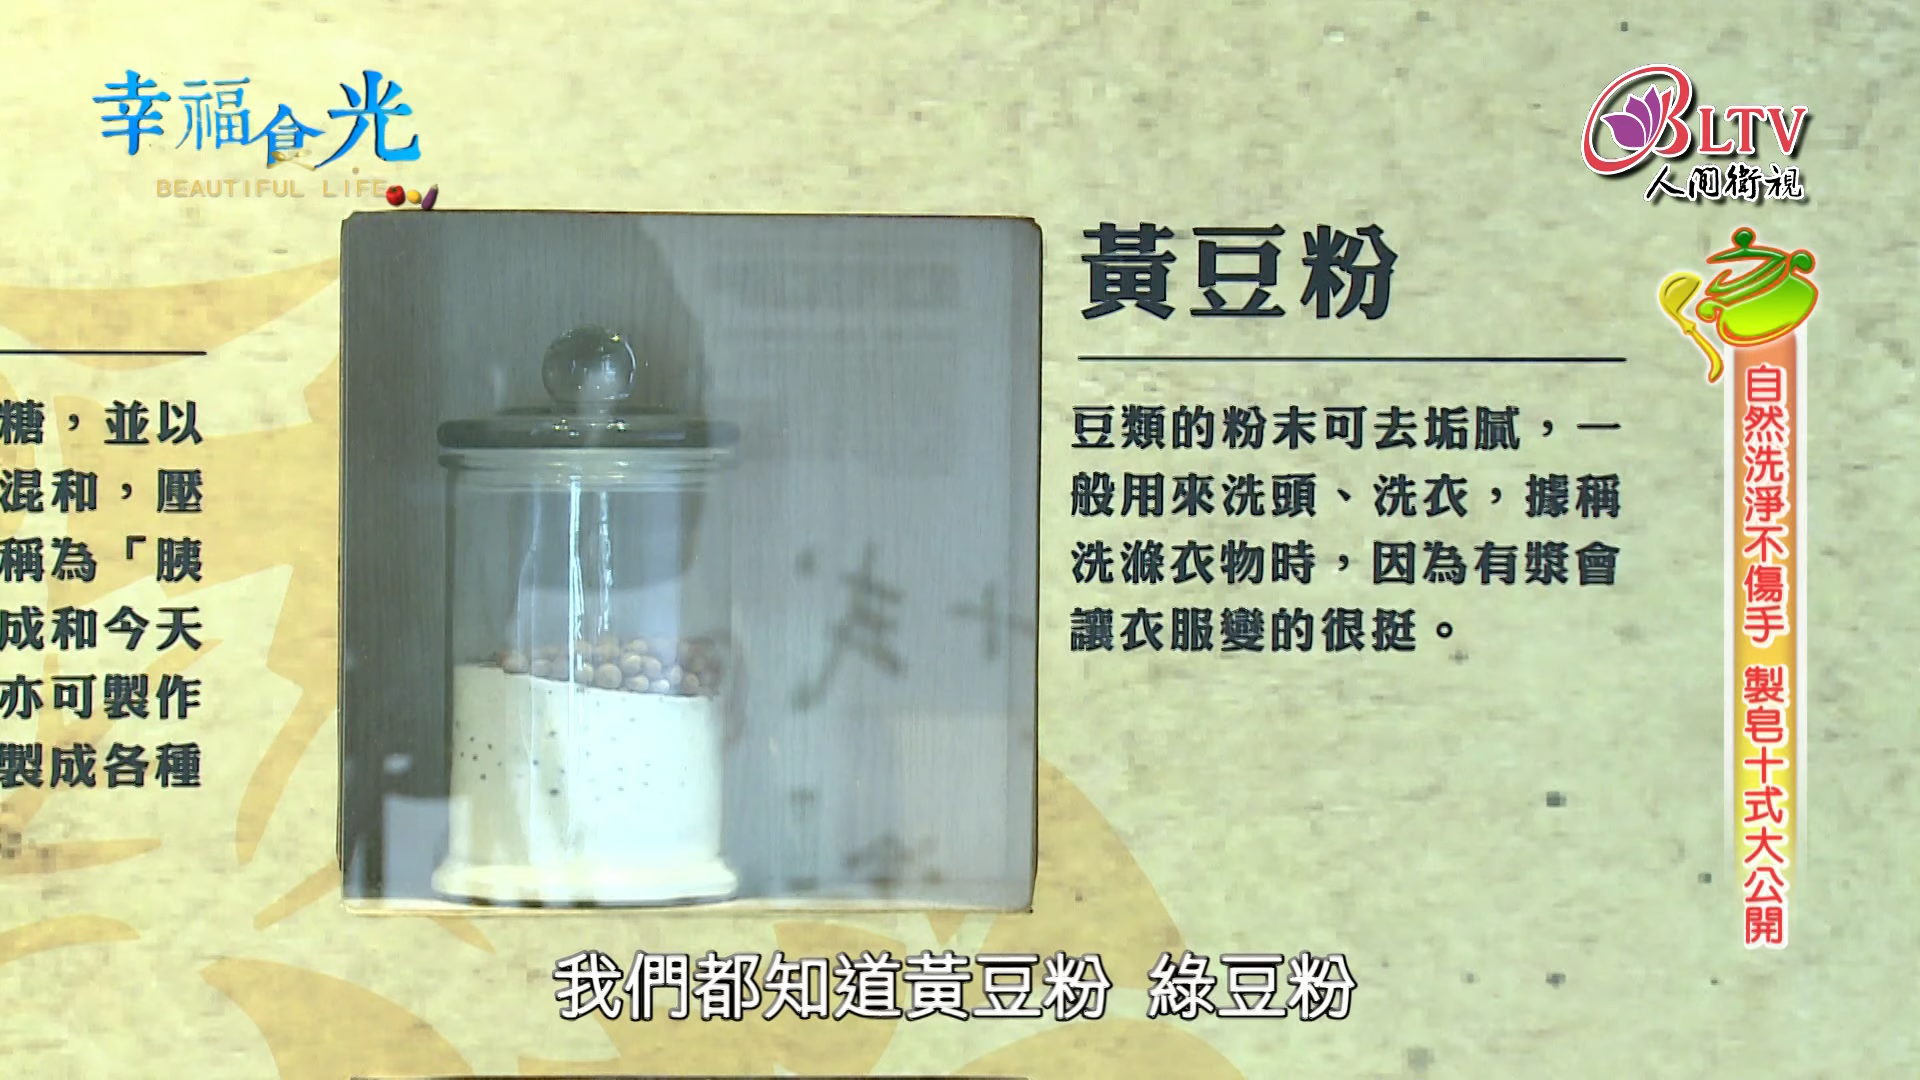 幸福食光
BEAUTIFUL LIFE
BLTV
人間衛視
黃豆粉
豆類的粉末可去垢膩，一
般用來洗頭、洗衣，據稱
洗滌衣物時，因為有漿會
讓衣服變的很挺。
糖，並以
混和，壓
稱為「胰
成和今天
亦可製作
製成各種
自然洗淨不傷手 製皂十式大公開
我們都知道黃豆粉 綠豆粉